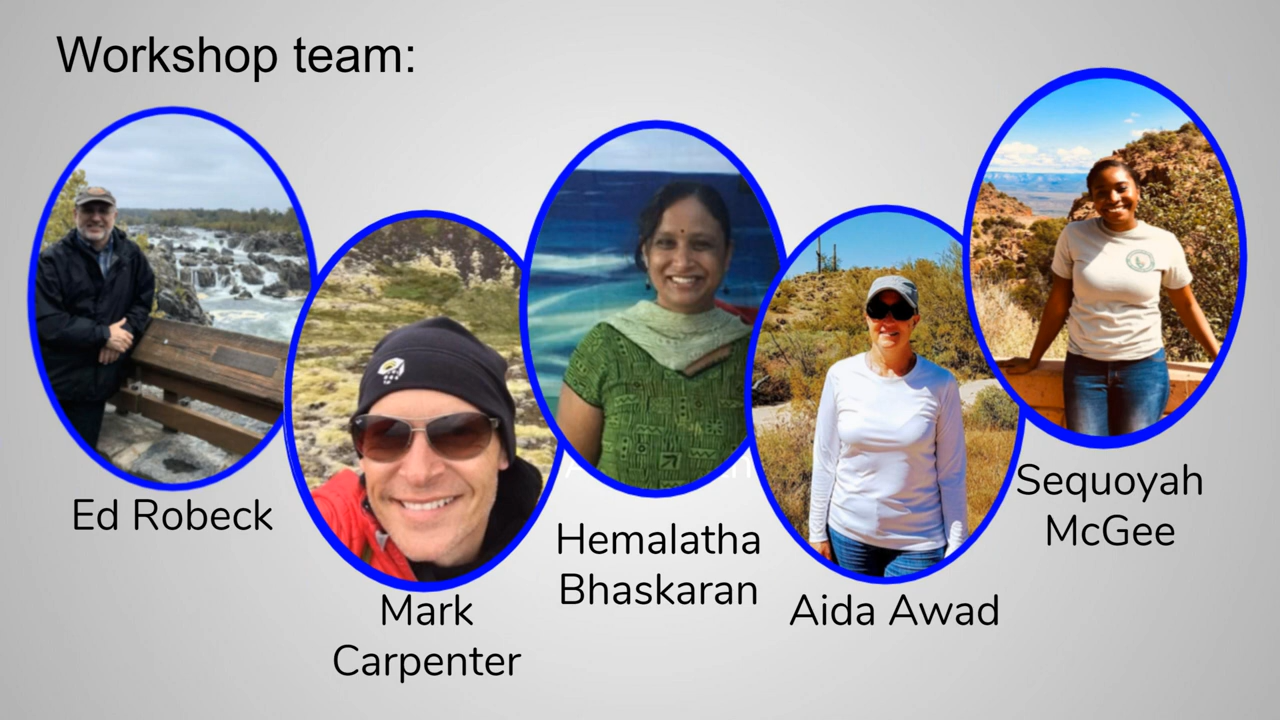 Workshop team:
Ed Robeck
Mark
Carpenter
Hemalatha
Bhaskaran
Aida Awad
Sequoyah
McGee